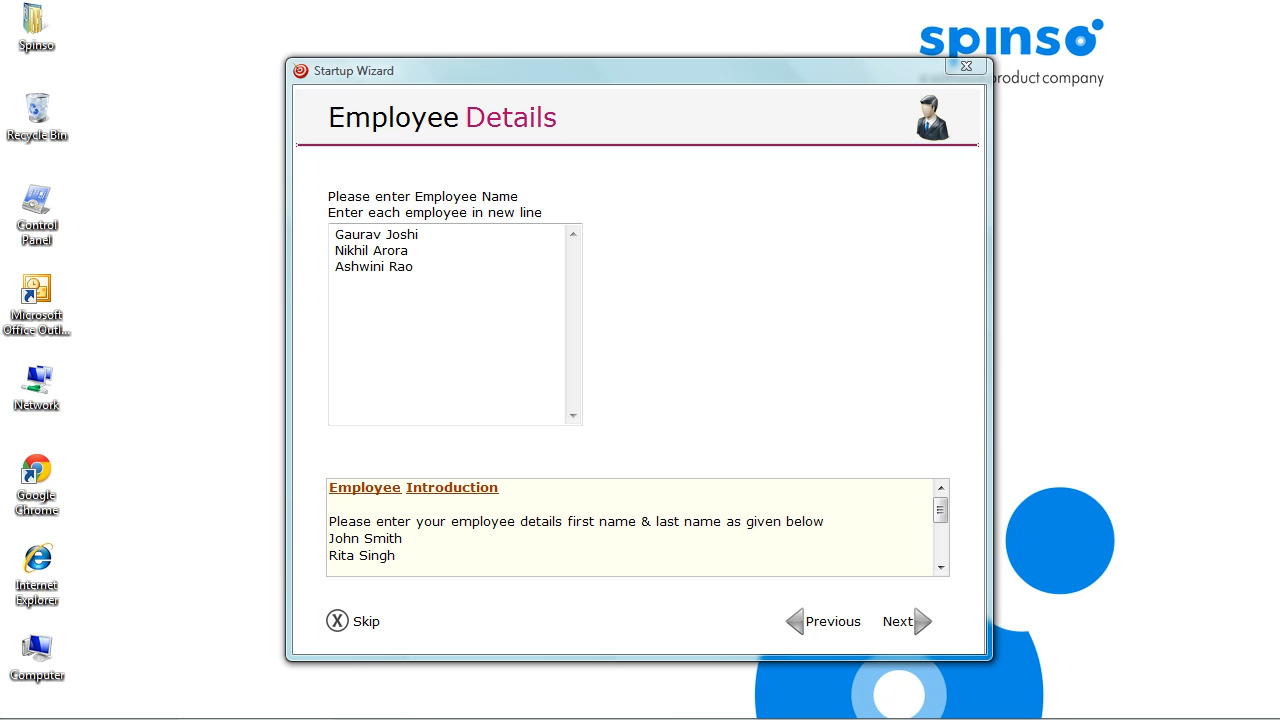 Spinso
Recycle Bin
Control
Panel
Microsoft
Office Outl...
Network
Google
Chrome
Internet
Explorer
Computer
spinso
product company
Startup Wizard
Employee Details
Please enter Employee Name
Enter each employee in new line
Gaurav Joshi
Nikhil Arora
Ashwini Rao
Employee Introduction
Please enter your employee details first name & last name as given below
John Smith
Rita Singh
X Skip
Previous
Next